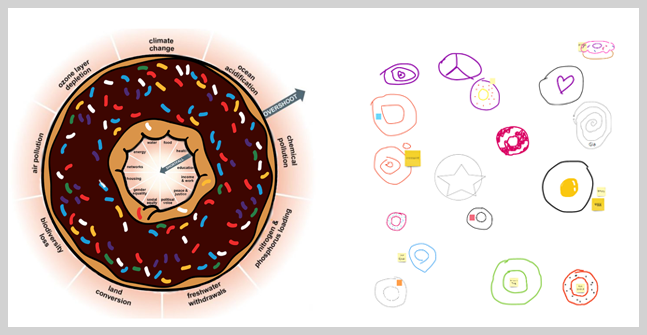 climate
change
ozone layer
depletion
ocean
acidification
OVERSHOOT
air pollution
chemical
pollution
water
food
energy
health
networks
education
housing
income
& work
gender
equality
peace &
justice
social
equity
political
voice
biodiversity
loss
nitrogen &
phosphorus loading
land
conversion
freshwater
withdrawals